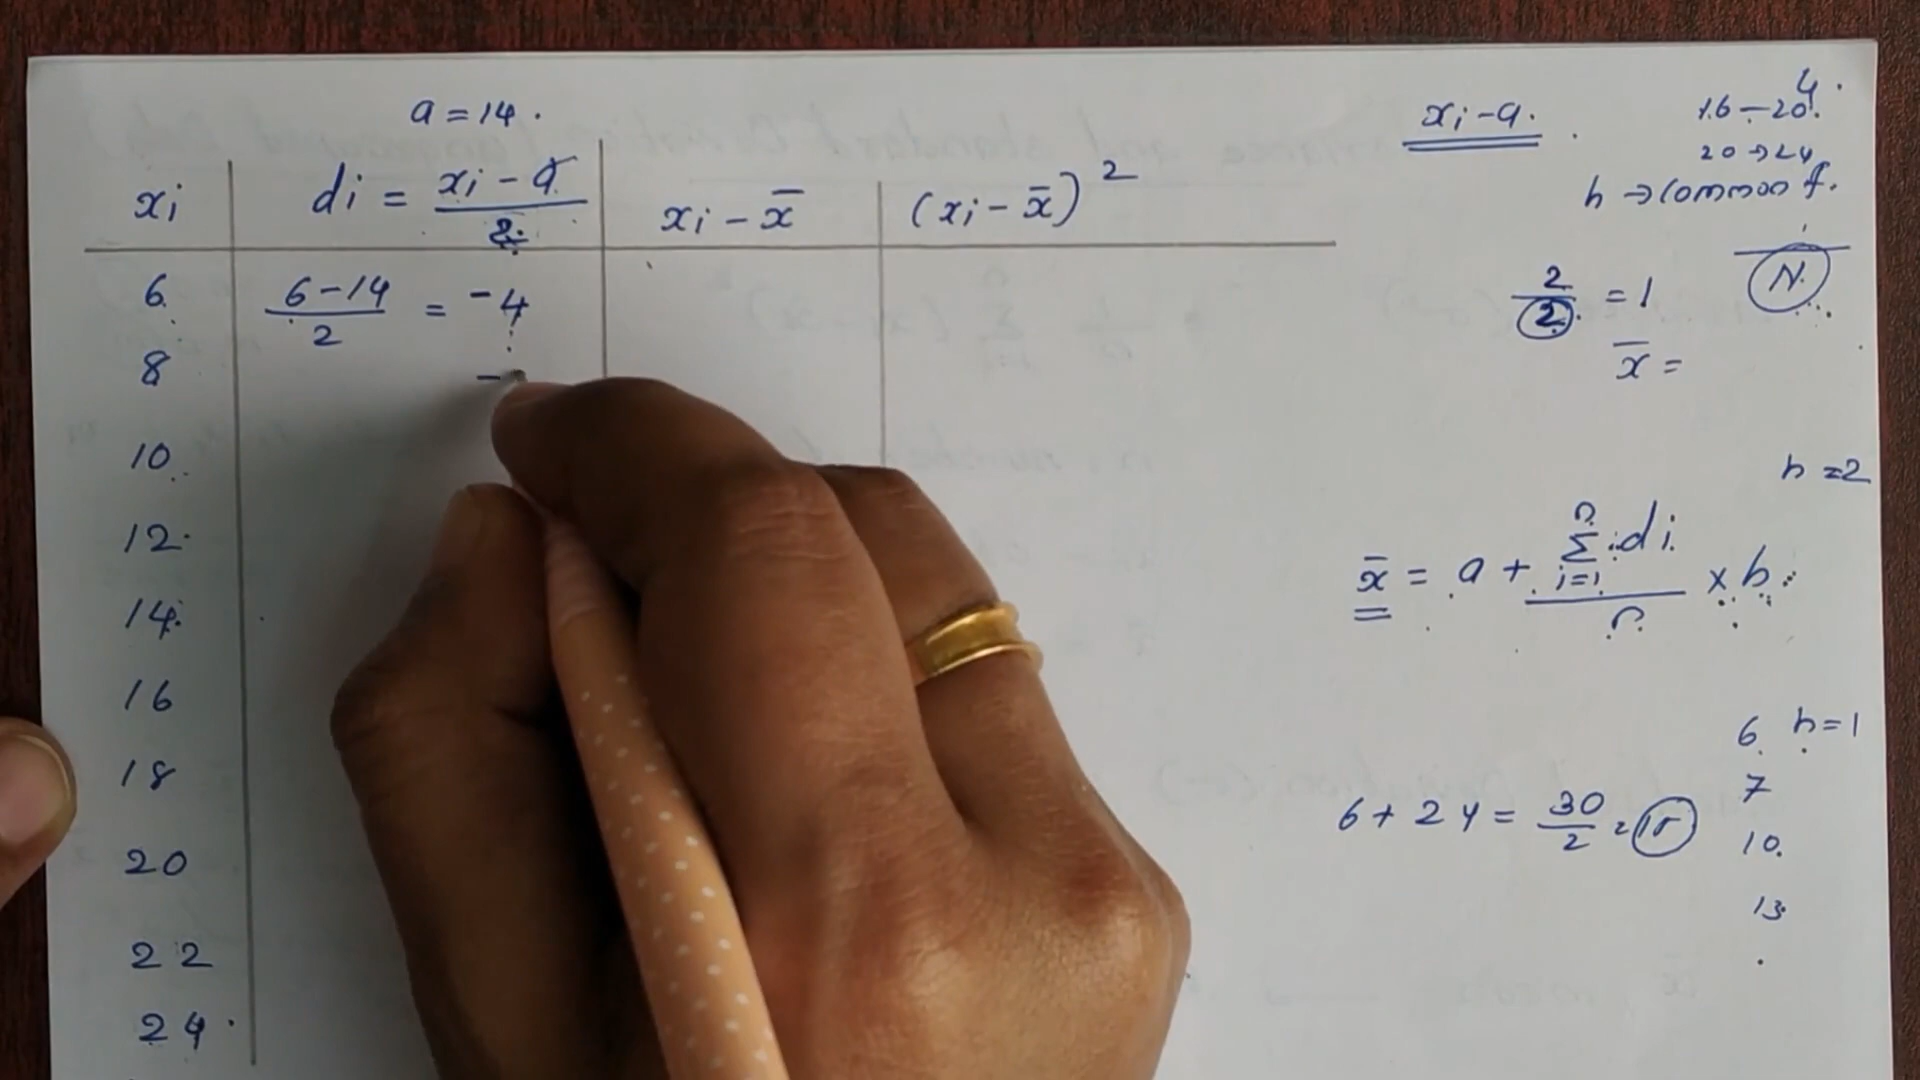 a = 14.
xi
di = xi - a / 2
xi - x̄
(xi - x̄)²
6
6-14 / 2 = -4
8
-
10
12
14
16
18
20
22
24
xi - a.
4.
16 - 20.
20 → 24
h → common f.
2 / 2 = 1
N
x̄ =
h = 2
x̄ = a + n Σ i=1 di / n × h
6 h = 1
7
6 + 24 = 30 / 2 = 15
10.
13